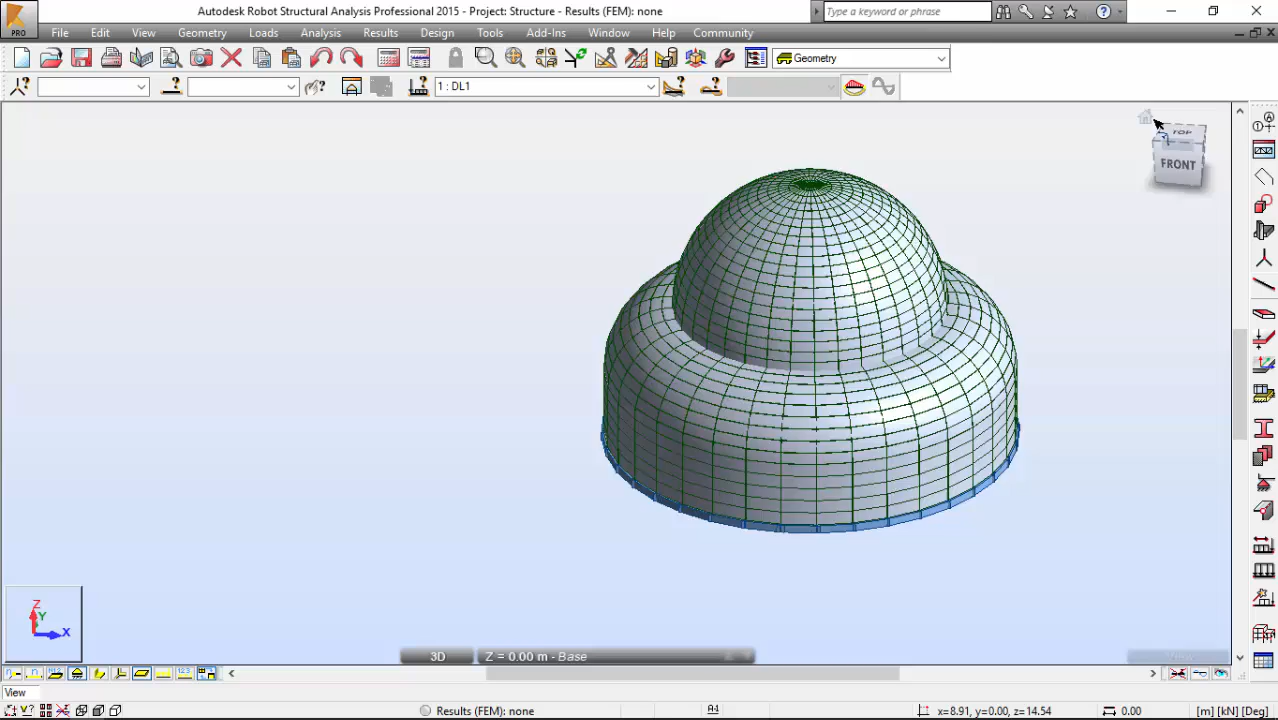 Autodesk Robot Structural Analysis Professional 2015 - Project: Structure - Results (FEM): none
Type a keyword or phrase
PRO
File Edit View Geometry Loads Analysis Results Design Tools Add-Ins Window Help Community
Geometry
1 : DL1
TOP
FRONT
Z
Y
X
3D
Z = 0.00 m - Base
View
Results (FEM): none
x=8.91, y=0.00, z=14.54
0.00
[m] [kN] [Deg]